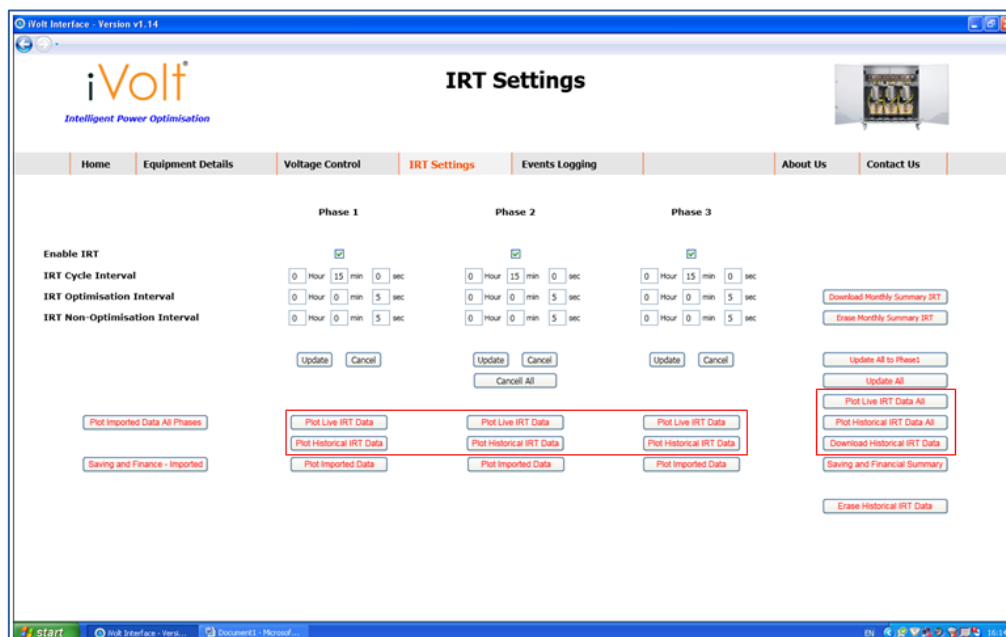 iVolt Interface - Version v1.14
iVolt®
Intelligent Power Optimisation
IRT Settings
Home Equipment Details Voltage Control IRT Settings Events Logging About Us Contact Us
Phase 1 Phase 2 Phase 3
Enable IRT
IRT Cycle Interval 0 Hour 15 min 0 sec 0 Hour 15 min 0 sec 0 Hour 15 min 0 sec
IRT Optimisation Interval 0 Hour 0 min 5 sec 0 Hour 0 min 5 sec 0 Hour 0 min 5 sec Download Monthly Summary IRT
IRT Non-Optimisation Interval 0 Hour 0 min 5 sec 0 Hour 0 min 5 sec 0 Hour 0 min 5 sec Erase Monthly Summary IRT
Update Cancel Update Cancel Update Cancel Update All to Phase1
Cancell All Update All
Plot Live IRT Data All
Plot Imported Data All Phases Plot Live IRT Data Plot Live IRT Data Plot Live IRT Data Plot Historical IRT Data All
Plot Historical IRT Data Plot Historical IRT Data Plot Historical IRT Data Download Historical IRT Data
Saving and Finance - Imported Plot Imported Data Plot Imported Data Plot Imported Data Saving and Financial Summary
Erase Historical IRT Data
start iVolt Interface - Versi... Document1 - Microsof... EN 16:14